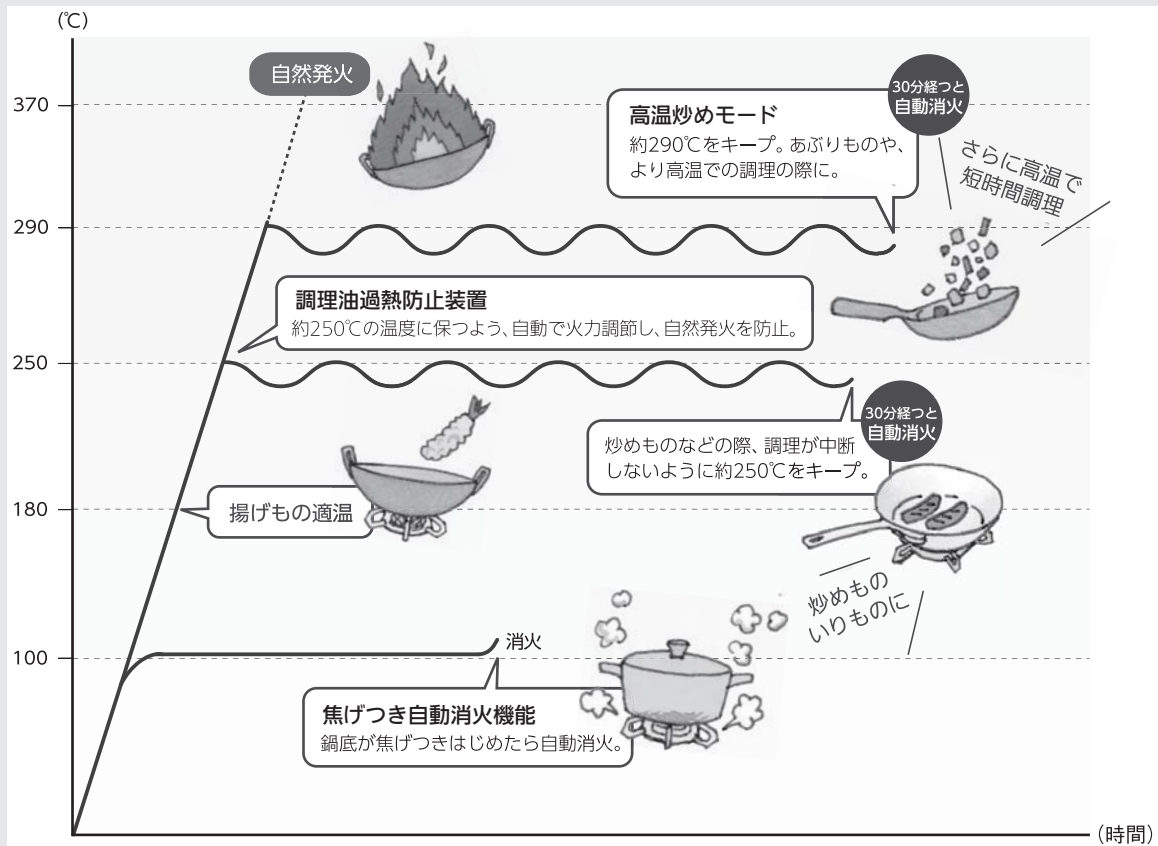 (℃)
自然発火
370
30分経つと
自動消火
高温炒めモード
約290℃をキープ。あぶりものや、
より高温での調理の際に。
さらに高温で
短時間調理
290
調理油過熱防止装置
約250℃の温度に保つよう、自動で火力調節し、自然発火を防止。
250
30分経つと
自動消火
炒めものなどの際、調理が中断
しないように約250℃をキープ。
180
揚げもの適温
炒めもの
いりものに
100
消火
焦げつき自動消火機能
鍋底が焦げつきはじめたら自動消火。
(時間)